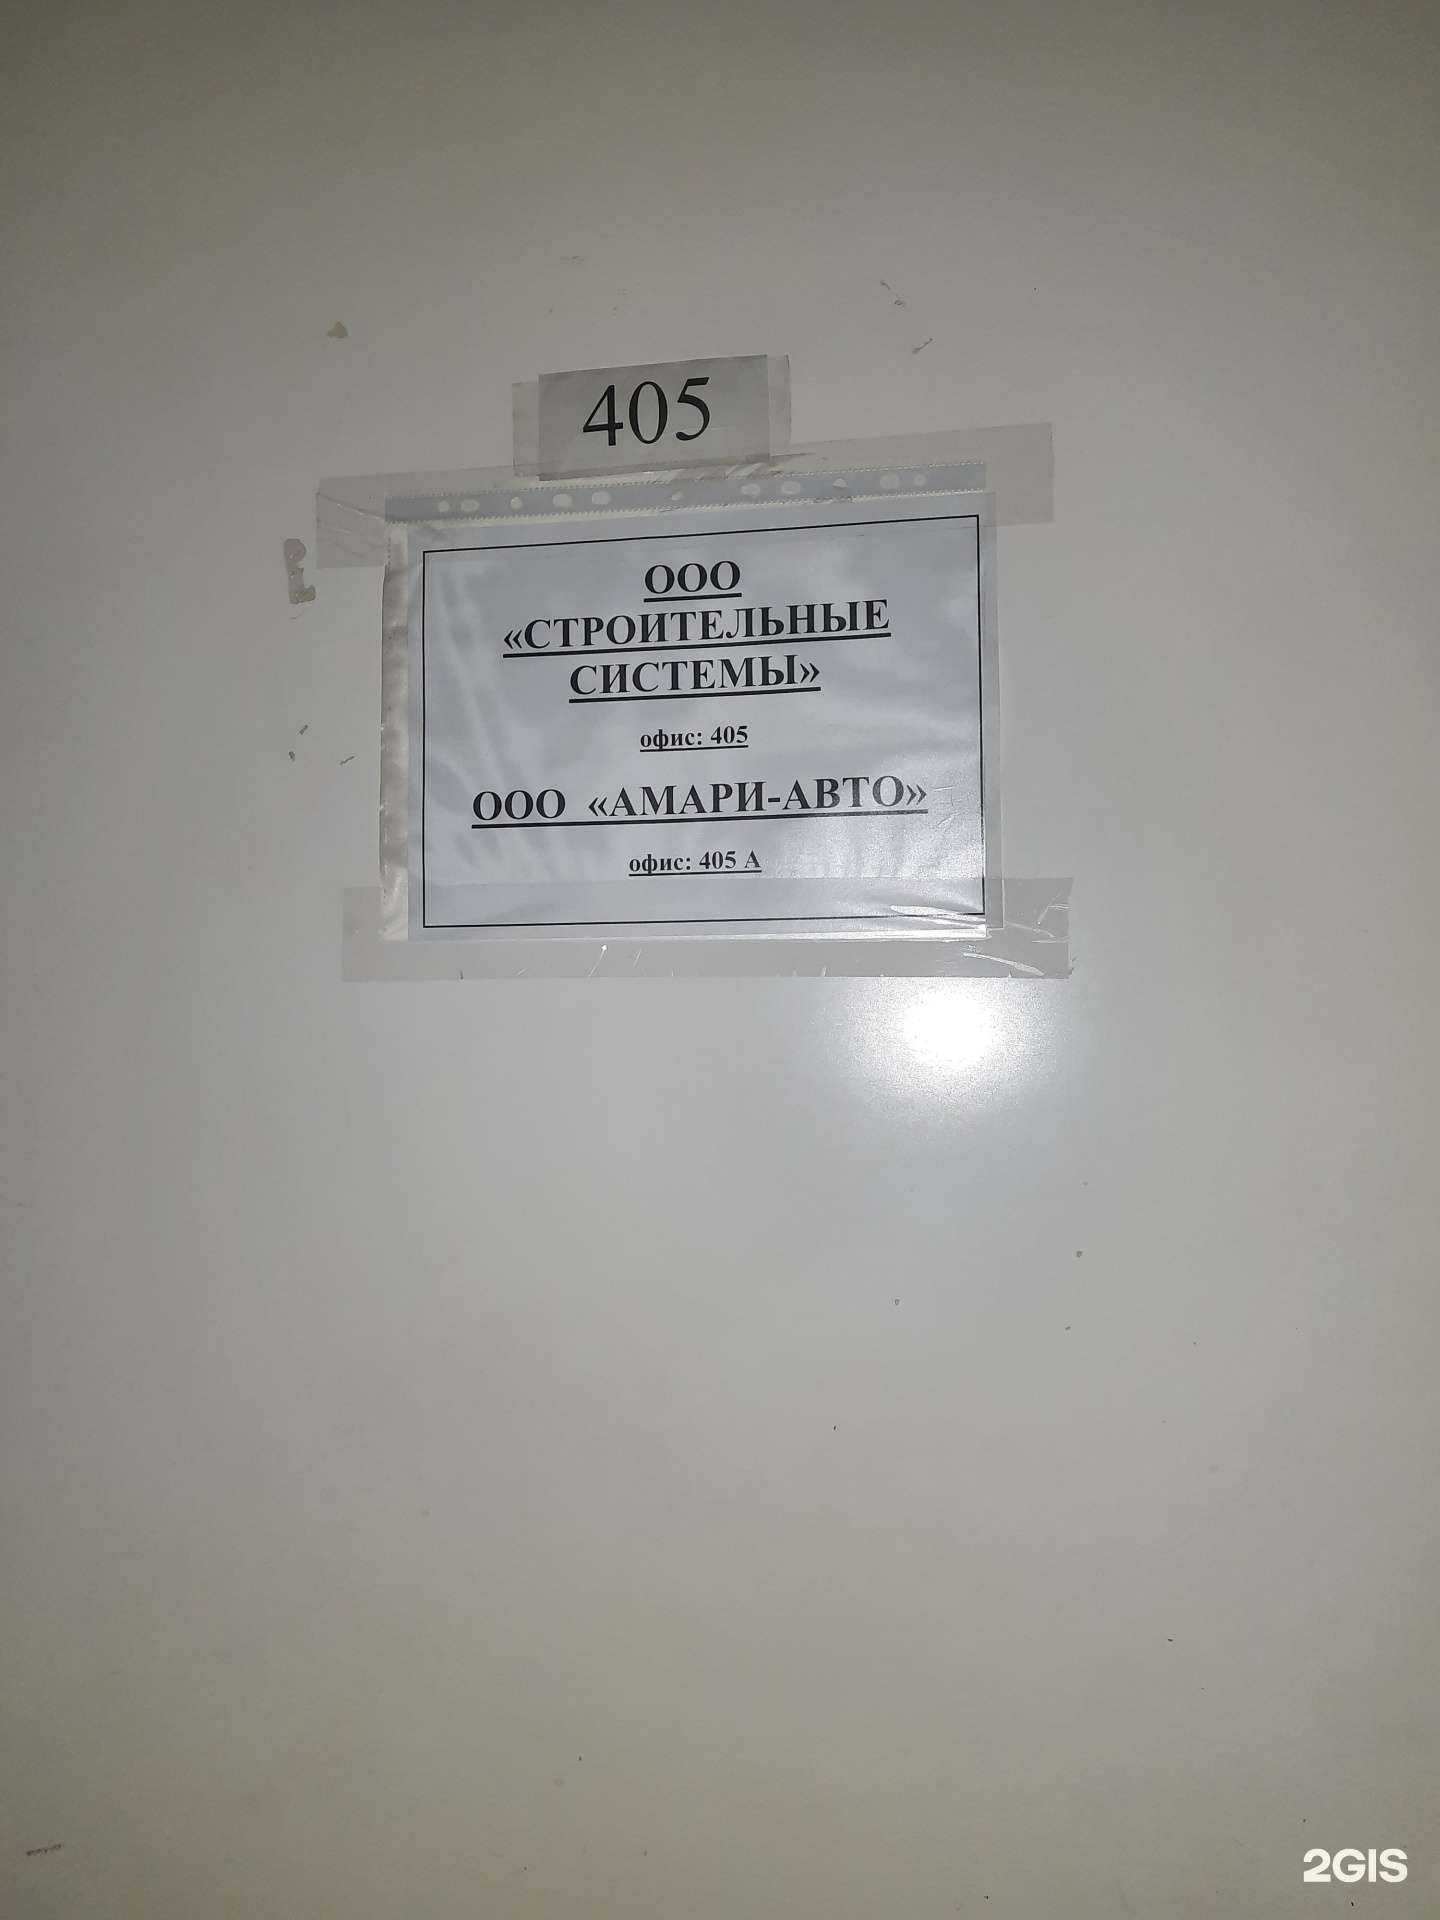 405
ООО
«СТРОИТЕЛЬНЫЕ
СИСТЕМЫ»
офис: 405
ООО «АМАРИ-АВТО»
офис: 405 А
2GIS